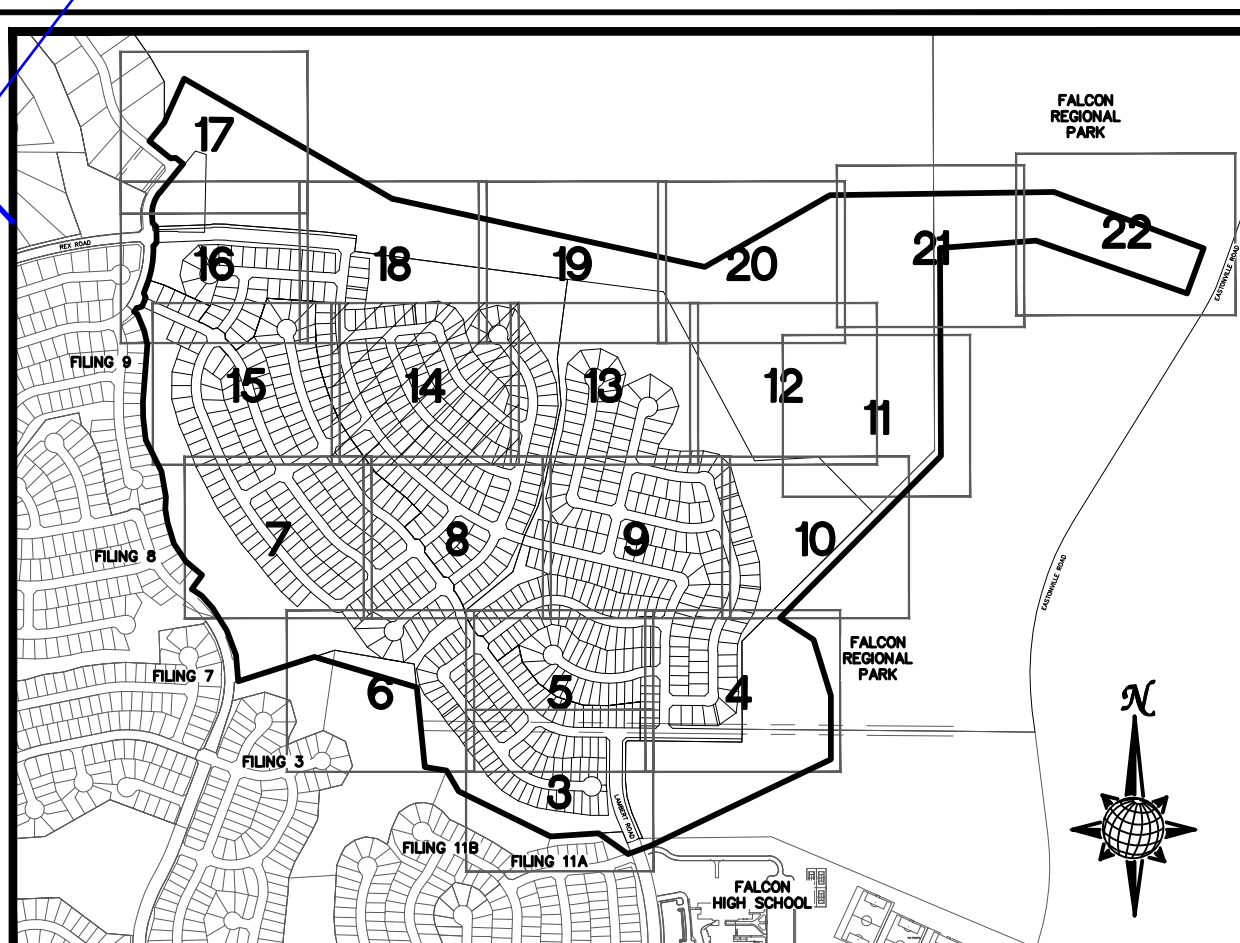 FALCON
REGIONAL
PARK
17
22
REX ROAD
16
18
19
20
21
EASTONVILLE ROAD
FILING 9
15
14
13
12
11
7
8
9
10
FILING 8
EASTONVILLE ROAD
FALCON
REGIONAL
PARK
FILING 7
6
5
4
N
FILING 3
3
LAMBERT ROAD
FILING 11B
FILING 11A
FALCON
HIGH SCHOOL